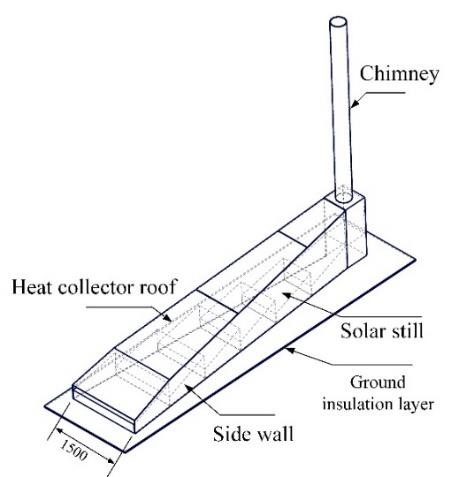 Chimney
Heat collector roof
Solar still
Ground
insulation layer
Side wall
1500